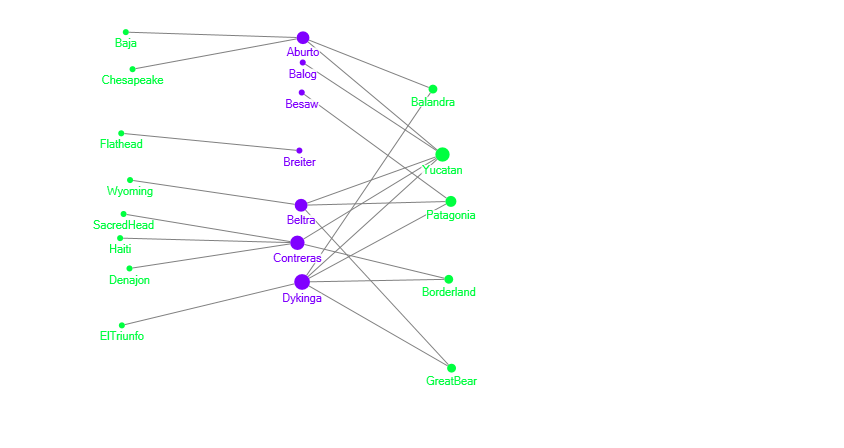 Baja
Aburto
Chesapeake
Balog
Besaw
Balandra
Flathead
Breiter
Yucatan
Wyoming
Beltra
Patagonia
SacredHead
Haiti
Contreras
Denajon
Dykinga
Borderland
ElTriunfo
GreatBear